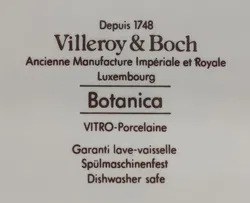 Depuis 1748
Villeroy & Boch
Ancienne Manufacture Impériale et Royale
Luxembourg
Botanica
VITRO-Porcelaine
Garanti lave-vaisselle
Spülmaschinenfest
Dishwasher safe